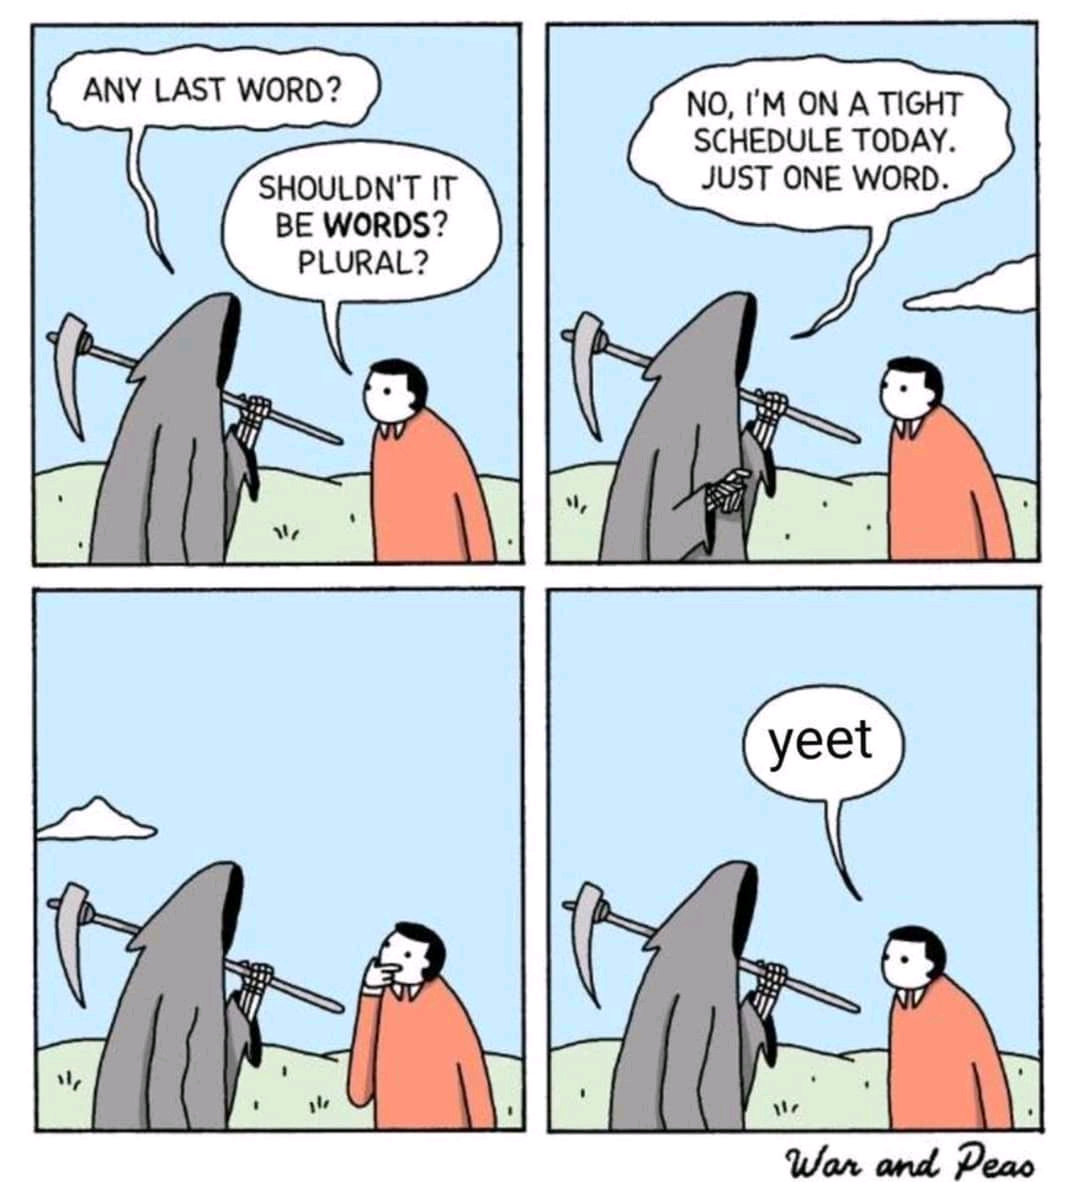 ANY LAST WORD?
SHOULDN'T IT
BE WORDS?
PLURAL?
NO, I'M ON A TIGHT
SCHEDULE TODAY.
JUST ONE WORD.
yeet
War and Peas